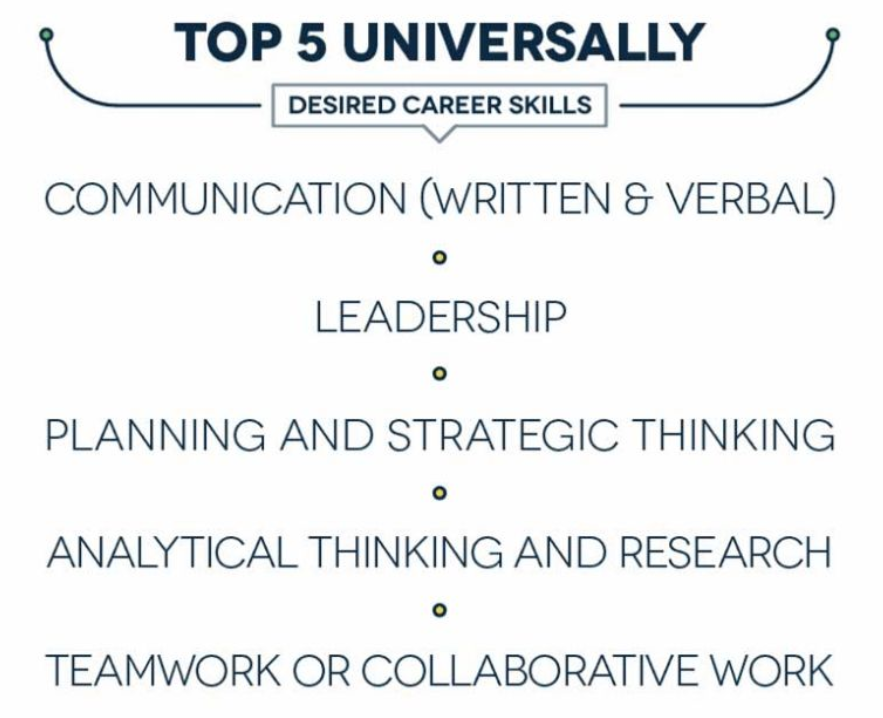 TOP 5 UNIVERSALLY
DESIRED CAREER SKILLS
COMMUNICATION (WRITTEN & VERBAL)
LEADERSHIP
PLANNING AND STRATEGIC THINKING
ANALYTICAL THINKING AND RESEARCH
TEAMWORK OR COLLABORATIVE WORK